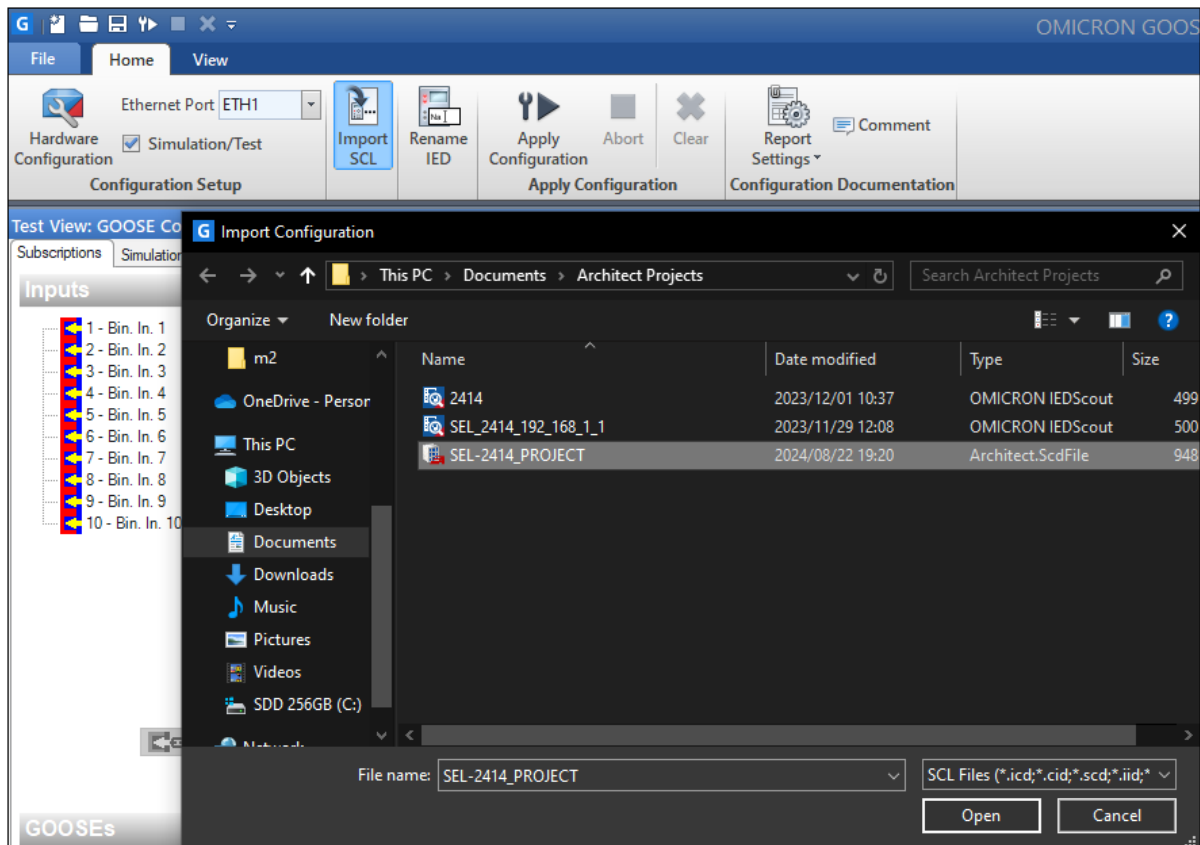 G
OMICRON GOOS
File Home View
Hardware Configuration
Ethernet Port ETH1
Simulation/Test
Configuration Setup
Import SCL
Rename IED
Apply Configuration
Abort
Clear
Apply Configuration
Report Settings
Comment
Configuration Documentation
Test View: GOOSE Co
Subscriptions Simulation
Inputs
1 - Bin. In. 1
2 - Bin. In. 2
3 - Bin. In. 3
4 - Bin. In. 4
5 - Bin. In. 5
6 - Bin. In. 6
7 - Bin. In. 7
8 - Bin. In. 8
9 - Bin. In. 9
10 - Bin. In. 10
GOOSEs
G Import Configuration
This PC > Documents > Architect Projects
Search Architect Projects
Organize New folder
m2
OneDrive - Person
This PC
3D Objects
Desktop
Documents
Downloads
Music
Pictures
Videos
SDD 256GB (C:)
Network
Name Date modified Type Size
2414 2023/12/01 10:37 OMICRON IEDScout 499
SEL_2414_192_168_1_1 2023/11/29 12:08 OMICRON IEDScout 500
SEL-2414_PROJECT 2024/08/22 19:20 Architect.ScdFile 948
File name: SEL-2414_PROJECT
SCL Files (*.icd;*.cid;*.scd;*.iid;*
Open Cancel